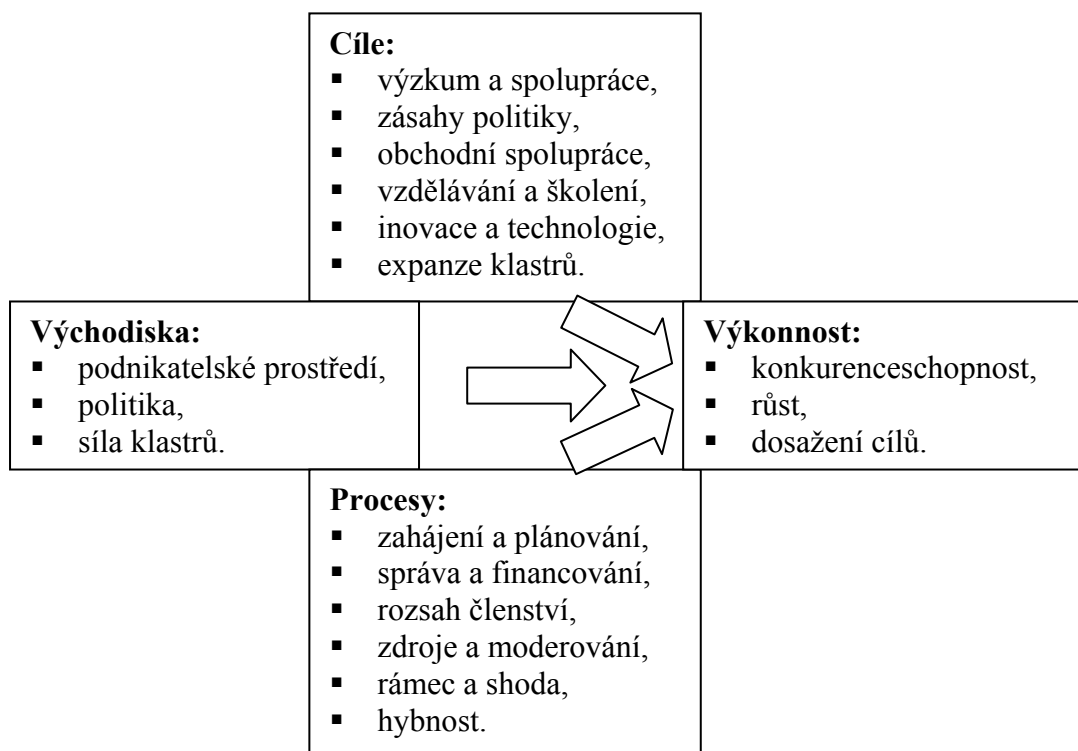 Cíle:
▪ výzkum a spolupráce,
▪ zásahy politiky,
▪ obchodní spolupráce,
▪ vzdělávání a školení,
▪ inovace a technologie,
▪ expanze klastrů.
Východiska:
▪ podnikatelské prostředí,
▪ politika,
▪ síla klastrů.
Výkonnost:
▪ konkurenceschopnost,
▪ růst,
▪ dosažení cílů.
Procesy:
▪ zahájení a plánování,
▪ správa a financování,
▪ rozsah členství,
▪ zdroje a moderování,
▪ rámec a shoda,
▪ hybnost.